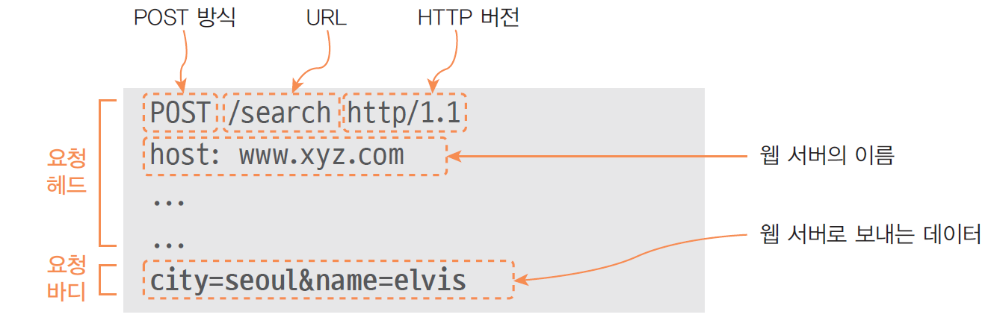 POST 방식 URL HTTP 버전
POST /search http/1.1
요청
헤드
host: www.xyz.com
웹 서버의 이름
...
...
웹 서버로 보내는 데이터
요청
바디
city=seoul&name=elvis